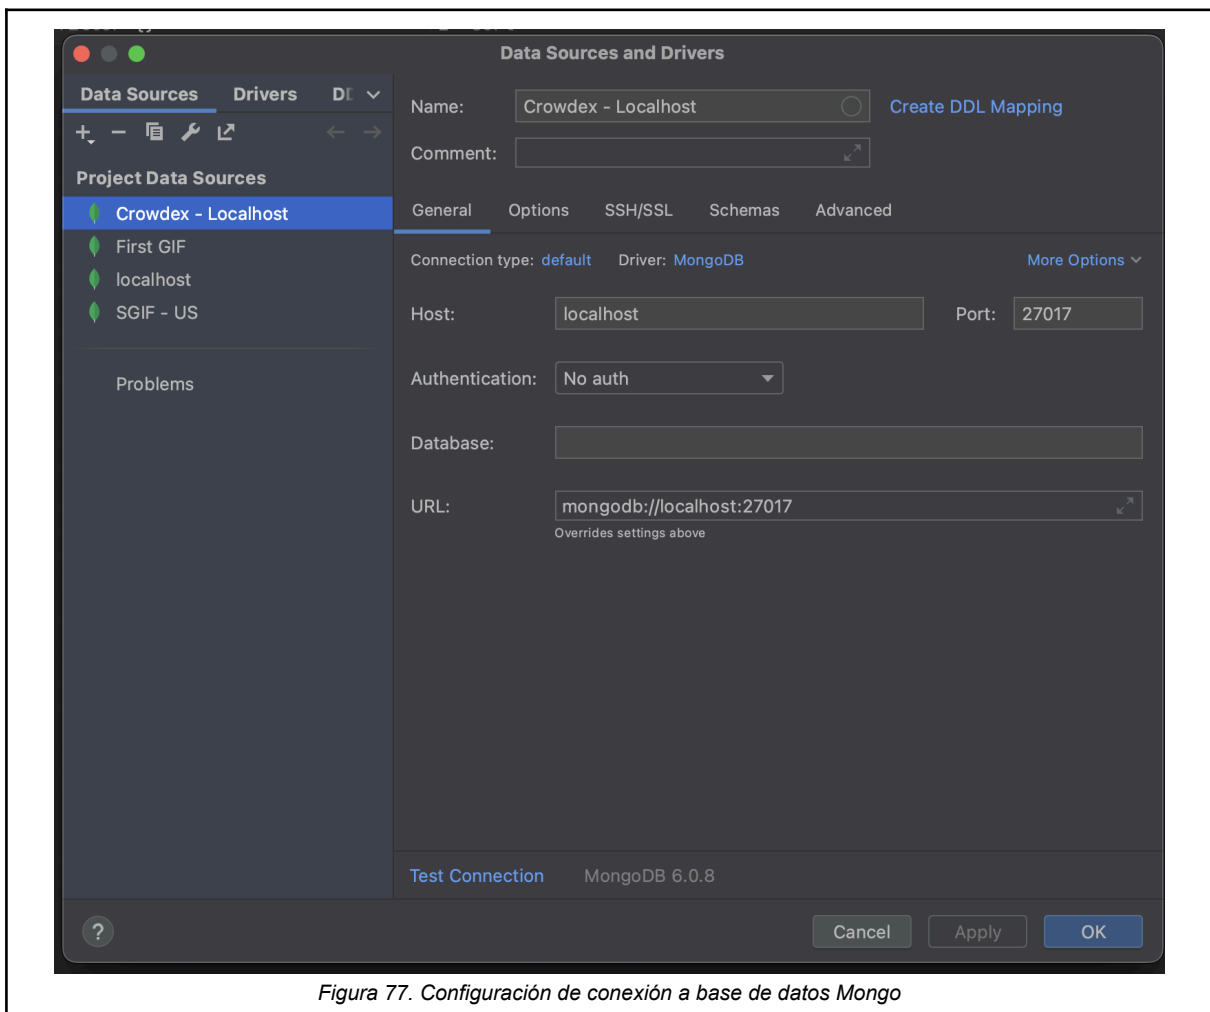 Data Sources and Drivers
Data Sources Drivers DD
Name: Crowdex - Localhost Create DDL Mapping
Comment:
Project Data Sources
Crowdex - Localhost
First GIF
localhost
SGIF - US
Problems
General Options SSH/SSL Schemas Advanced
Connection type: default Driver: MongoDB More Options
Host: localhost Port: 27017
Authentication: No auth
Database:
URL: mongodb://localhost:27017
Overrides settings above
Test Connection MongoDB 6.0.8
? Cancel Apply OK
Figura 77. Configuración de conexión a base de datos Mongo